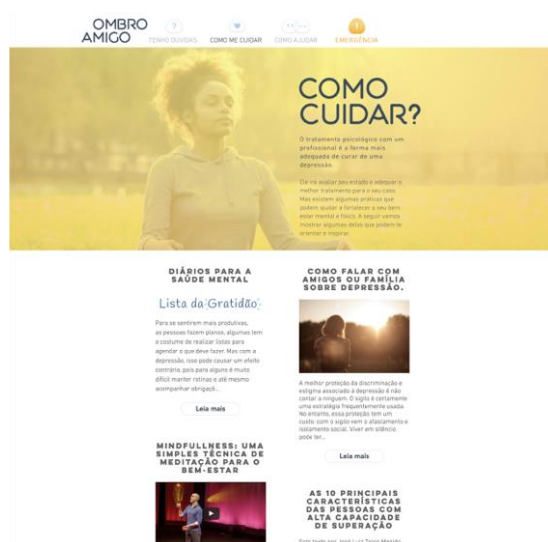 OMBRO
AMIGO
?
TENHO DÚVIDAS
COMO ME CUIDAR
COMO AJUDAR
!
EMERGÊNCIA
COMO
CUIDAR?
O tratamento psicológico com um
profissional é a forma mais
adequada de curar de uma
depressão.
Ele irá avaliar seu estado e adequar o
melhor tratamento para o seu caso.
Mas existem algumas práticas que
podem ajudar a fortalecer o seu bem
estar mental e físico. A seguir vamos
mostrar algumas delas que podem te
orientar e inspirar.
DIÁRIOS PARA A
SAÚDE MENTAL
Lista da Gratidão
Para se sentirem mais produtivas,
as pessoas fazem planos, algumas tem
o costume de realizar listas para
agendar o que deve fazer. Mas com a
depressão, isso pode causar um efeito
contrário, pois para alguns é muito
difícil manter rotinas e até mesmo
acompanhar obrigaçõ...
Leia mais
MINDFULLNESS: UMA
SIMPLES TÉCNICA DE
MEDITAÇÃO PARA O
BEM-ESTAR
COMO FALAR COM
AMIGOS OU FAMÍLIA
SOBRE DEPRESSÃO.
A melhor proteção da discriminação e
estigma associado à depressão é não
contar a ninguem. O sigilo é certamente
uma estratégia frequentemente usada.
No entanto, essa proteção tem um
custo: com o sigilo vem o afastamento e
isolamento social. Viver em silêncio
pode ter...
Leia mais
AS 10 PRINCIPAIS
CARACTERÍSTICAS
DAS PESSOAS COM
ALTA CAPACIDADE
DE SUPERAÇÃO